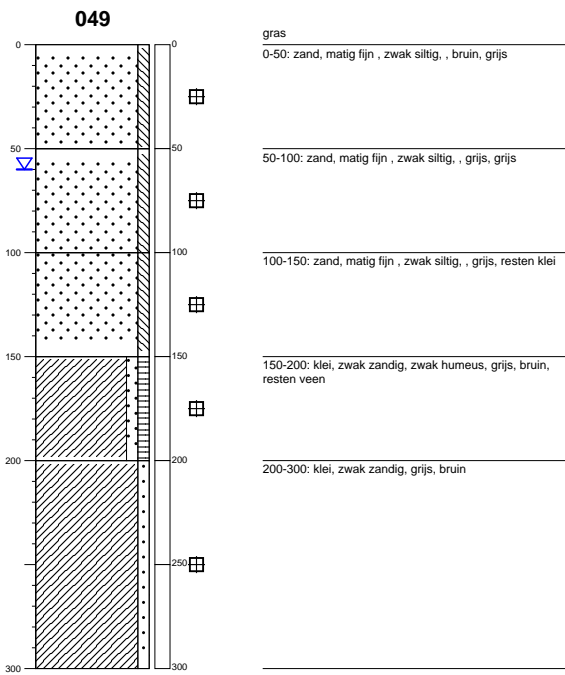 049
gras
0
0
0-50: zand, matig fijn , zwak siltig, , bruin, grijs
50
50
50-100: zand, matig fijn , zwak siltig, , grijs, grijs
100
100
100-150: zand, matig fijn , zwak siltig, , grijs, resten klei
150
150
150-200: klei, zwak zandig, zwak humeus, grijs, bruin,
resten veen
200
200
200-300: klei, zwak zandig, grijs, bruin
250
300
300